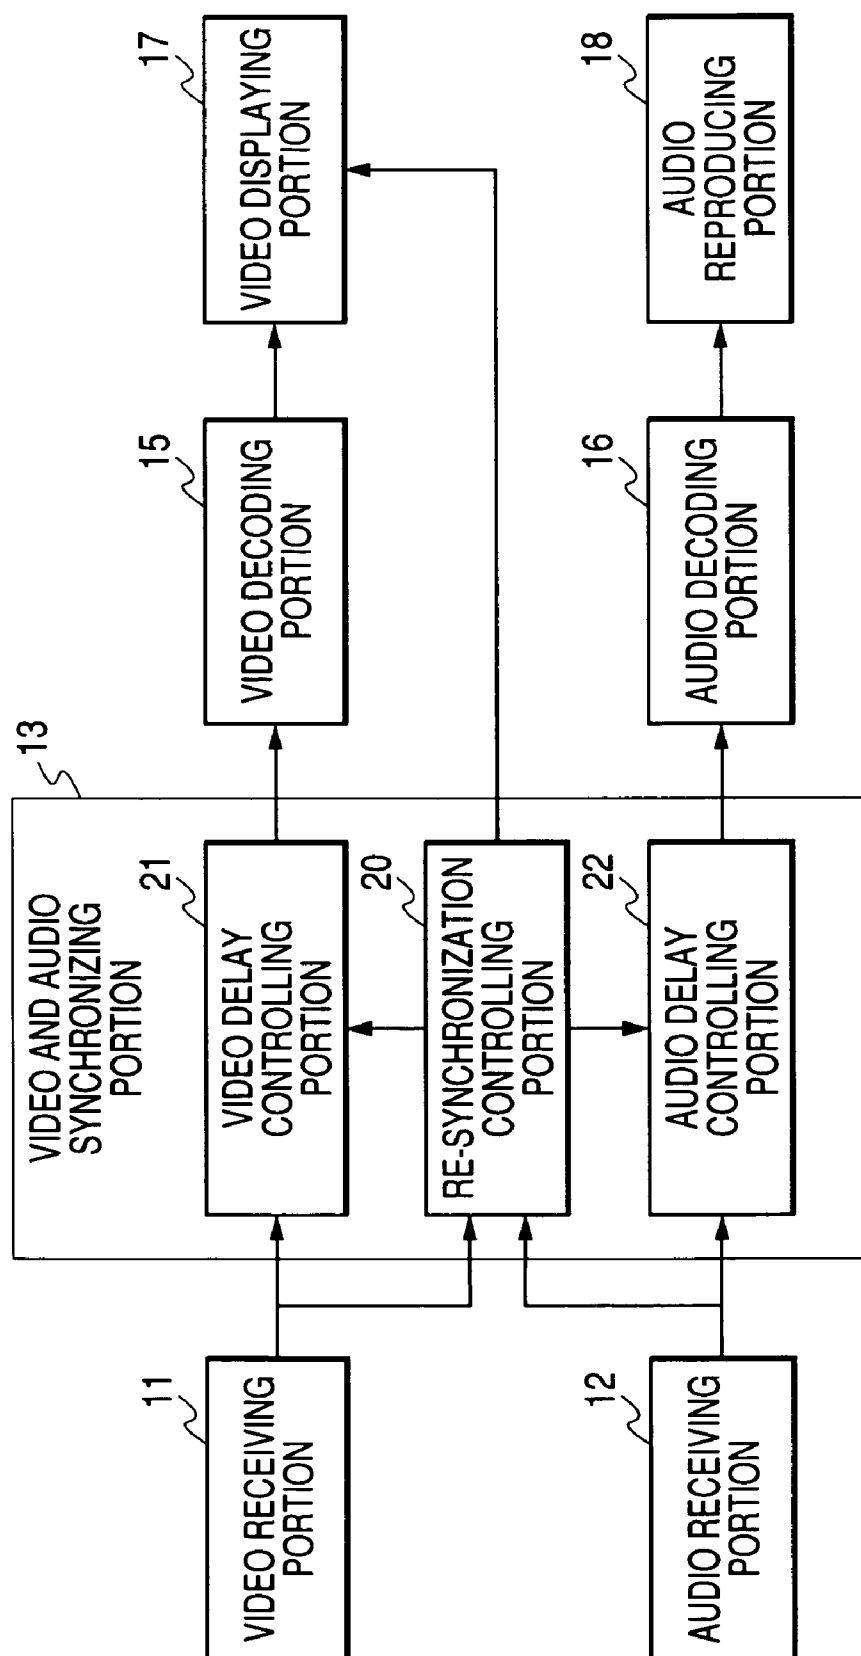 13
VIDEO AND AUDIO
SYNCHRONIZING
PORTION
11
VIDEO RECEIVING
PORTION
21
VIDEO DELAY
CONTROLLING
PORTION
15
VIDEO DECODING
PORTION
17
VIDEO DISPLAYING
PORTION
20
RE-SYNCHRONIZATION
CONTROLLING
PORTION
12
AUDIO RECEIVING
PORTION
22
AUDIO DELAY
CONTROLLING
PORTION
16
AUDIO DECODING
PORTION
18
AUDIO
REPRODUCING
PORTION